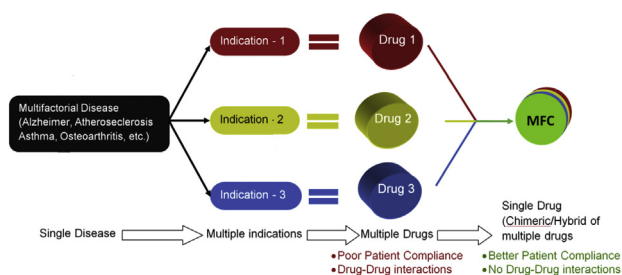 Indication - 1
Drug 1
Multifactorial Disease
(Alzheimer, Atherosclerosis
Asthma, Osteoarthritis, etc.)
Indication - 2
Drug 2
MFC
Indication - 3
Drug 3
Single Disease
Multiple indications
Multiple Drugs
Single Drug
(Chimeric/Hybrid of
multiple drugs
•Poor Patient Compliance
•Drug-Drug interactions
•Better Patient Compliance
•No Drug-Drug interactions